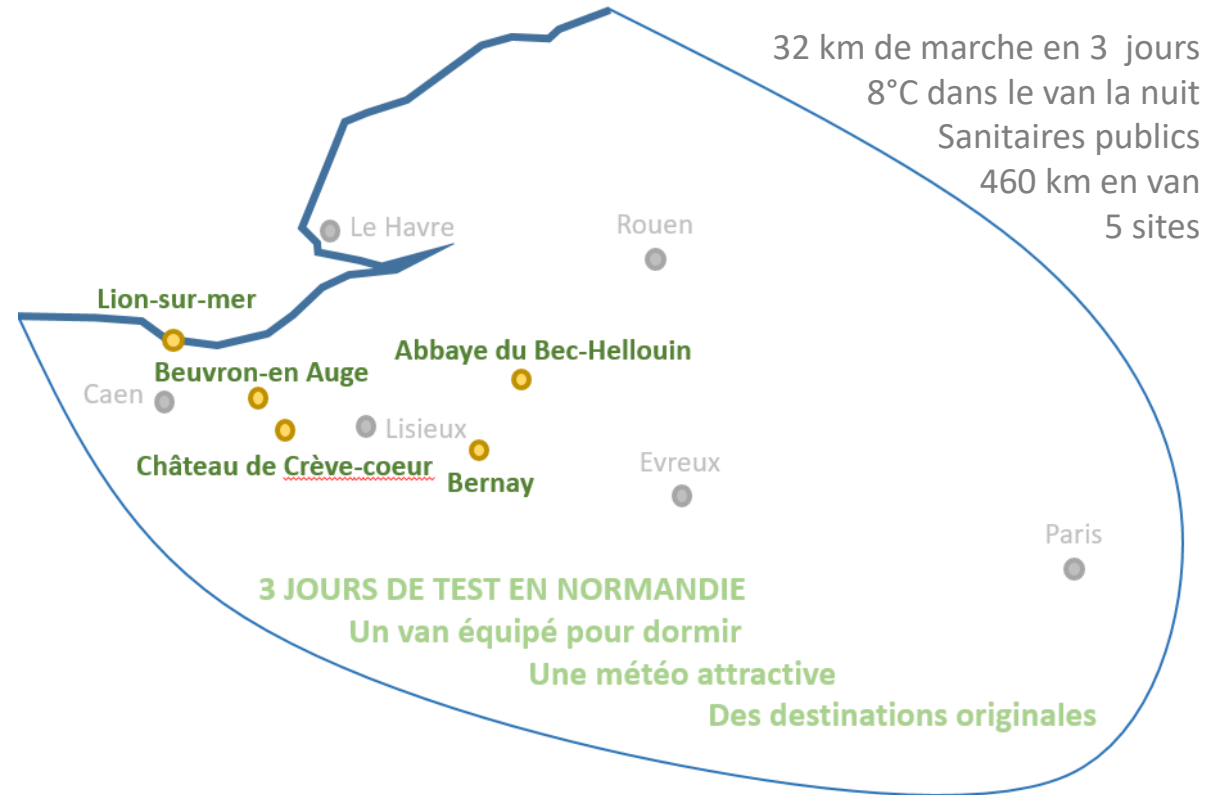 32 km de marche en 3 jours
8°C dans le van la nuit
Sanitaires publics
460 km en van
5 sites
Le Havre
Rouen
Lion-sur-mer
Abbaye du Bec-Hellouin
Beuvron-en Auge
Caen
Lisieux
Château de Crève-coeur
Bernay
Evreux
Paris
3 JOURS DE TEST EN NORMANDIE
Un van équipé pour dormir
Une météo attractive
Des destinations originales